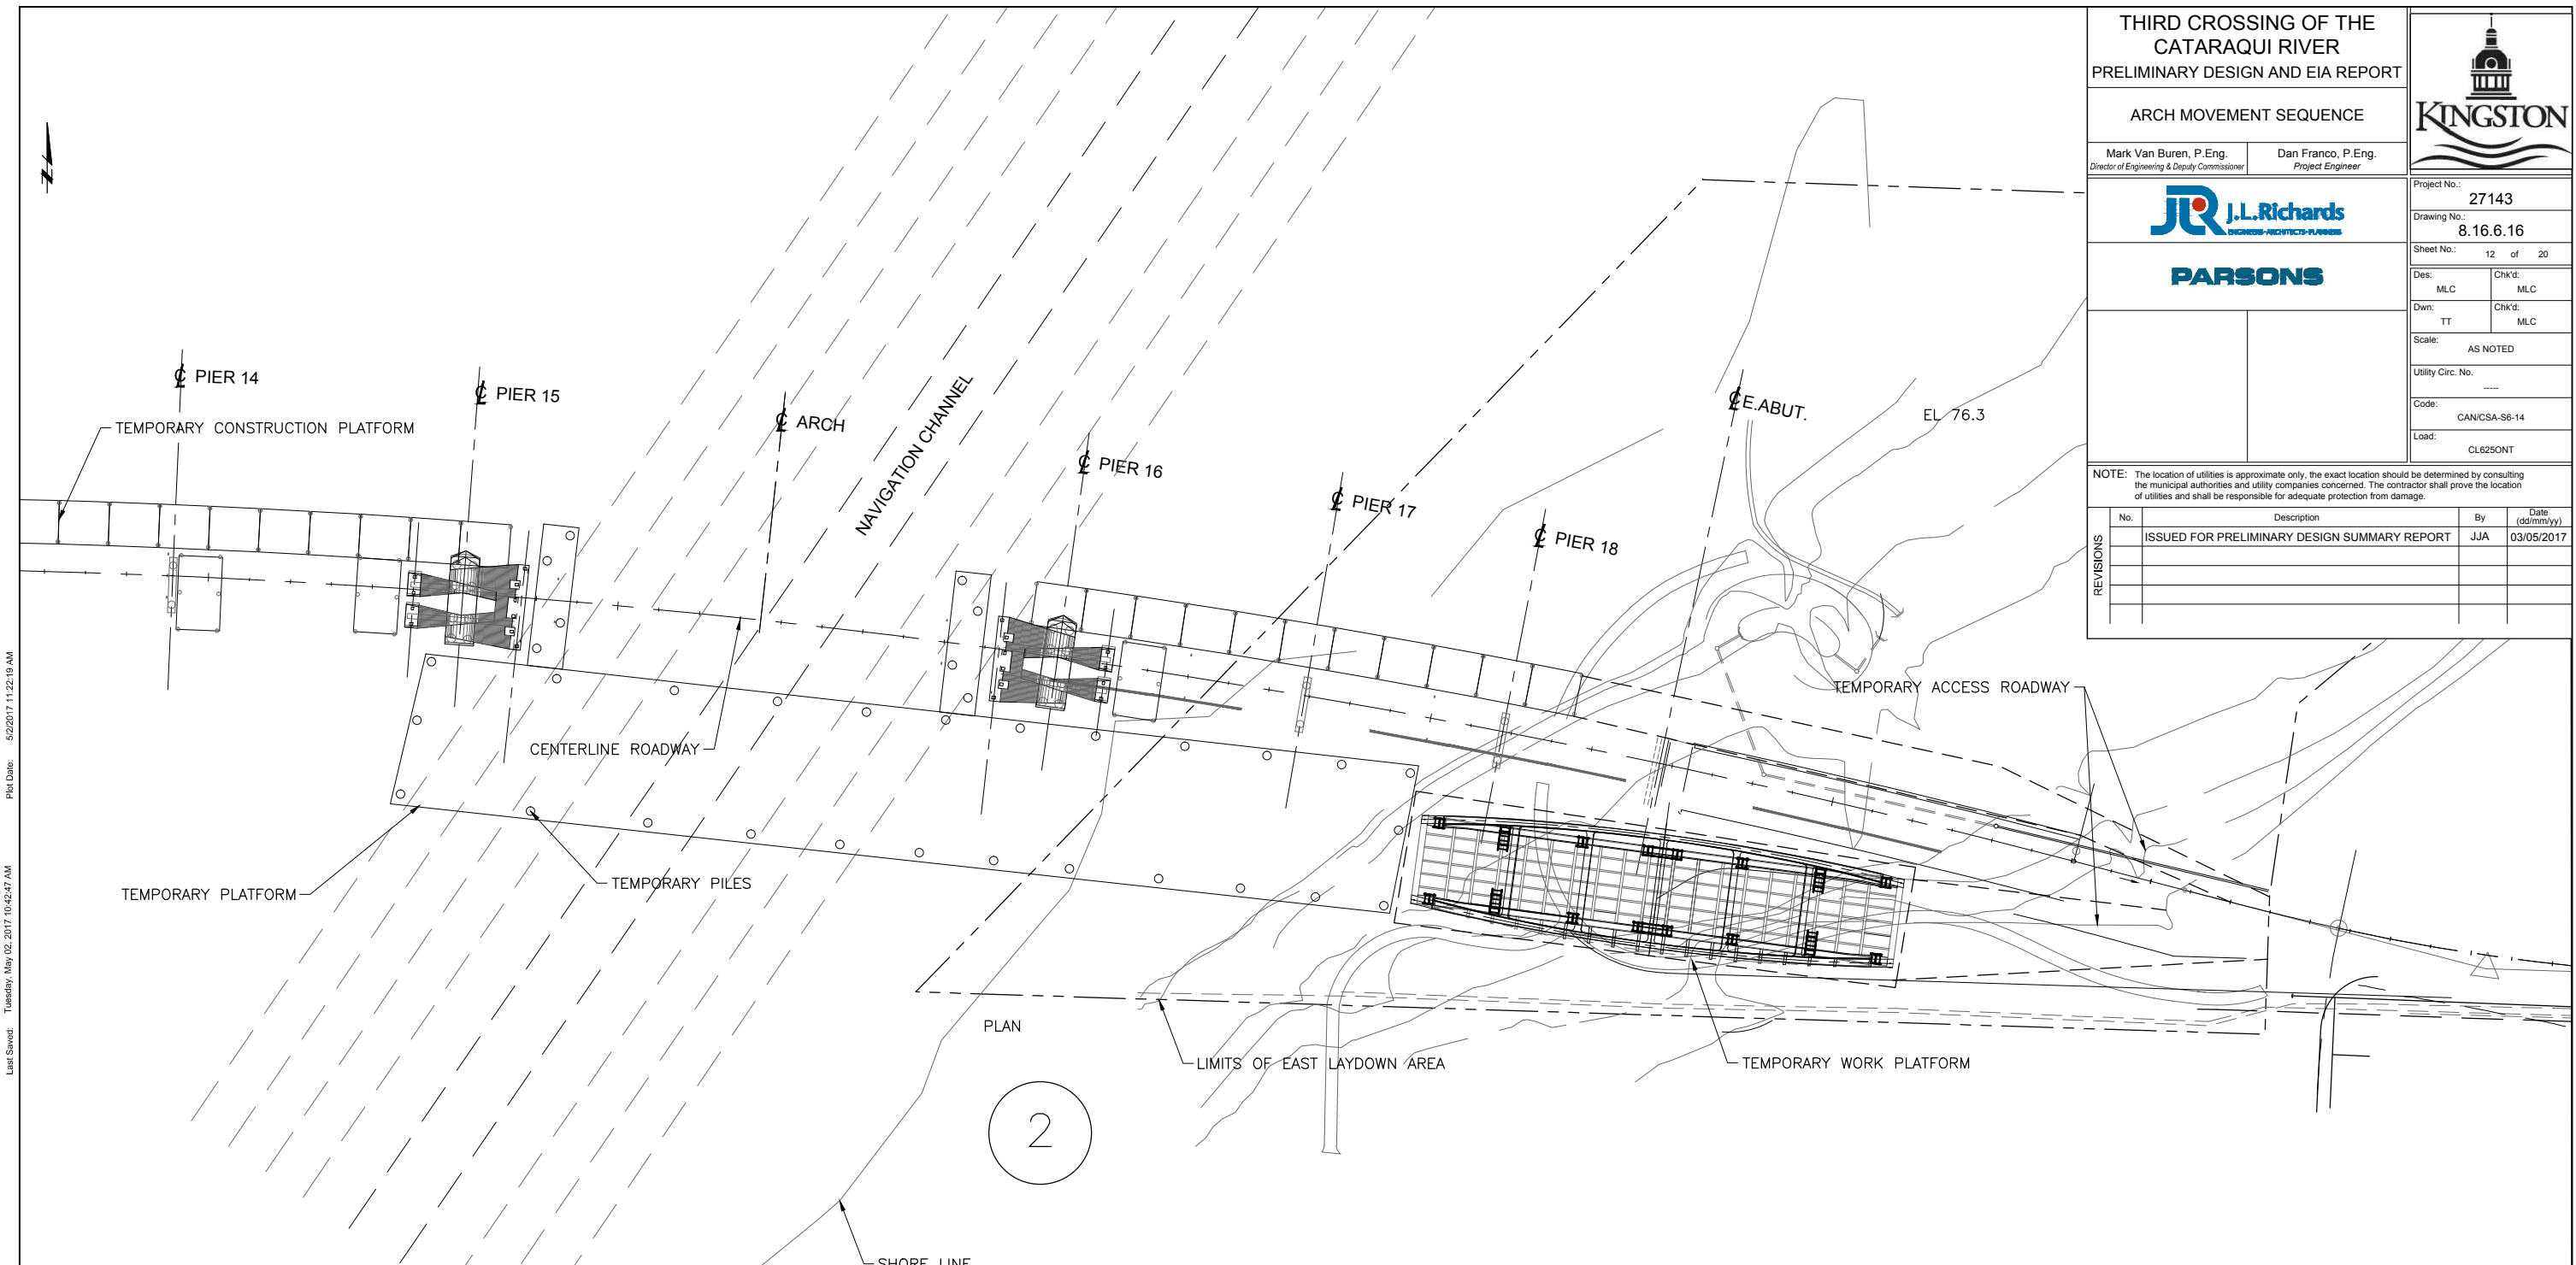 THIRD CROSSING OF THE
CATARAQUI RIVER
PRELIMINARY DESIGN AND EIA REPORT
ARCH MOVEMENT SEQUENCE
Mark Van Buren, P.Eng.
Director of Engineering & Deputy Commissioner
Dan Franco, P.Eng.
Project Engineer
KINGSTON
JLR J.L.Richards
ENGINEERS·ARCHITECTS·PLANNERS
PARSONS
Project No.:
27143
Drawing No.:
8.16.6.16
Sheet No.: 12 of 20
Des:
MLC
Chk'd:
MLC
Dwn:
TT
Chk'd:
MLC
Scale:
AS NOTED
Utility Circ. No.
-----
Code:
CAN/CSA-S6-14
Load:
CL625ONT
NOTE: The location of utilities is approximate only, the exact location should be determined by consulting
the municipal authorities and utility companies concerned. The contractor shall prove the location
of utilities and shall be responsible for adequate protection from damage.
REVISIONS
No. Description By Date (dd/mm/yy)
ISSUED FOR PRELIMINARY DESIGN SUMMARY REPORT JJA 03/05/2017
N
℄ PIER 14
℄ PIER 15
℄ ARCH
NAVIGATION CHANNEL
℄ PIER 16
℄ PIER 17
℄ PIER 18
℄ E.ABUT.
EL 76.3
TEMPORARY CONSTRUCTION PLATFORM
TEMPORARY ACCESS ROADWAY
CENTERLINE ROADWAY
TEMPORARY PILES
TEMPORARY PLATFORM
PLAN
LIMITS OF EAST LAYDOWN AREA
TEMPORARY WORK PLATFORM
2
SHORE LINE
Plot Date: 5/2/2017 11:22:19 AM
Last Saved: Tuesday, May 02, 2017 10:42:47 AM